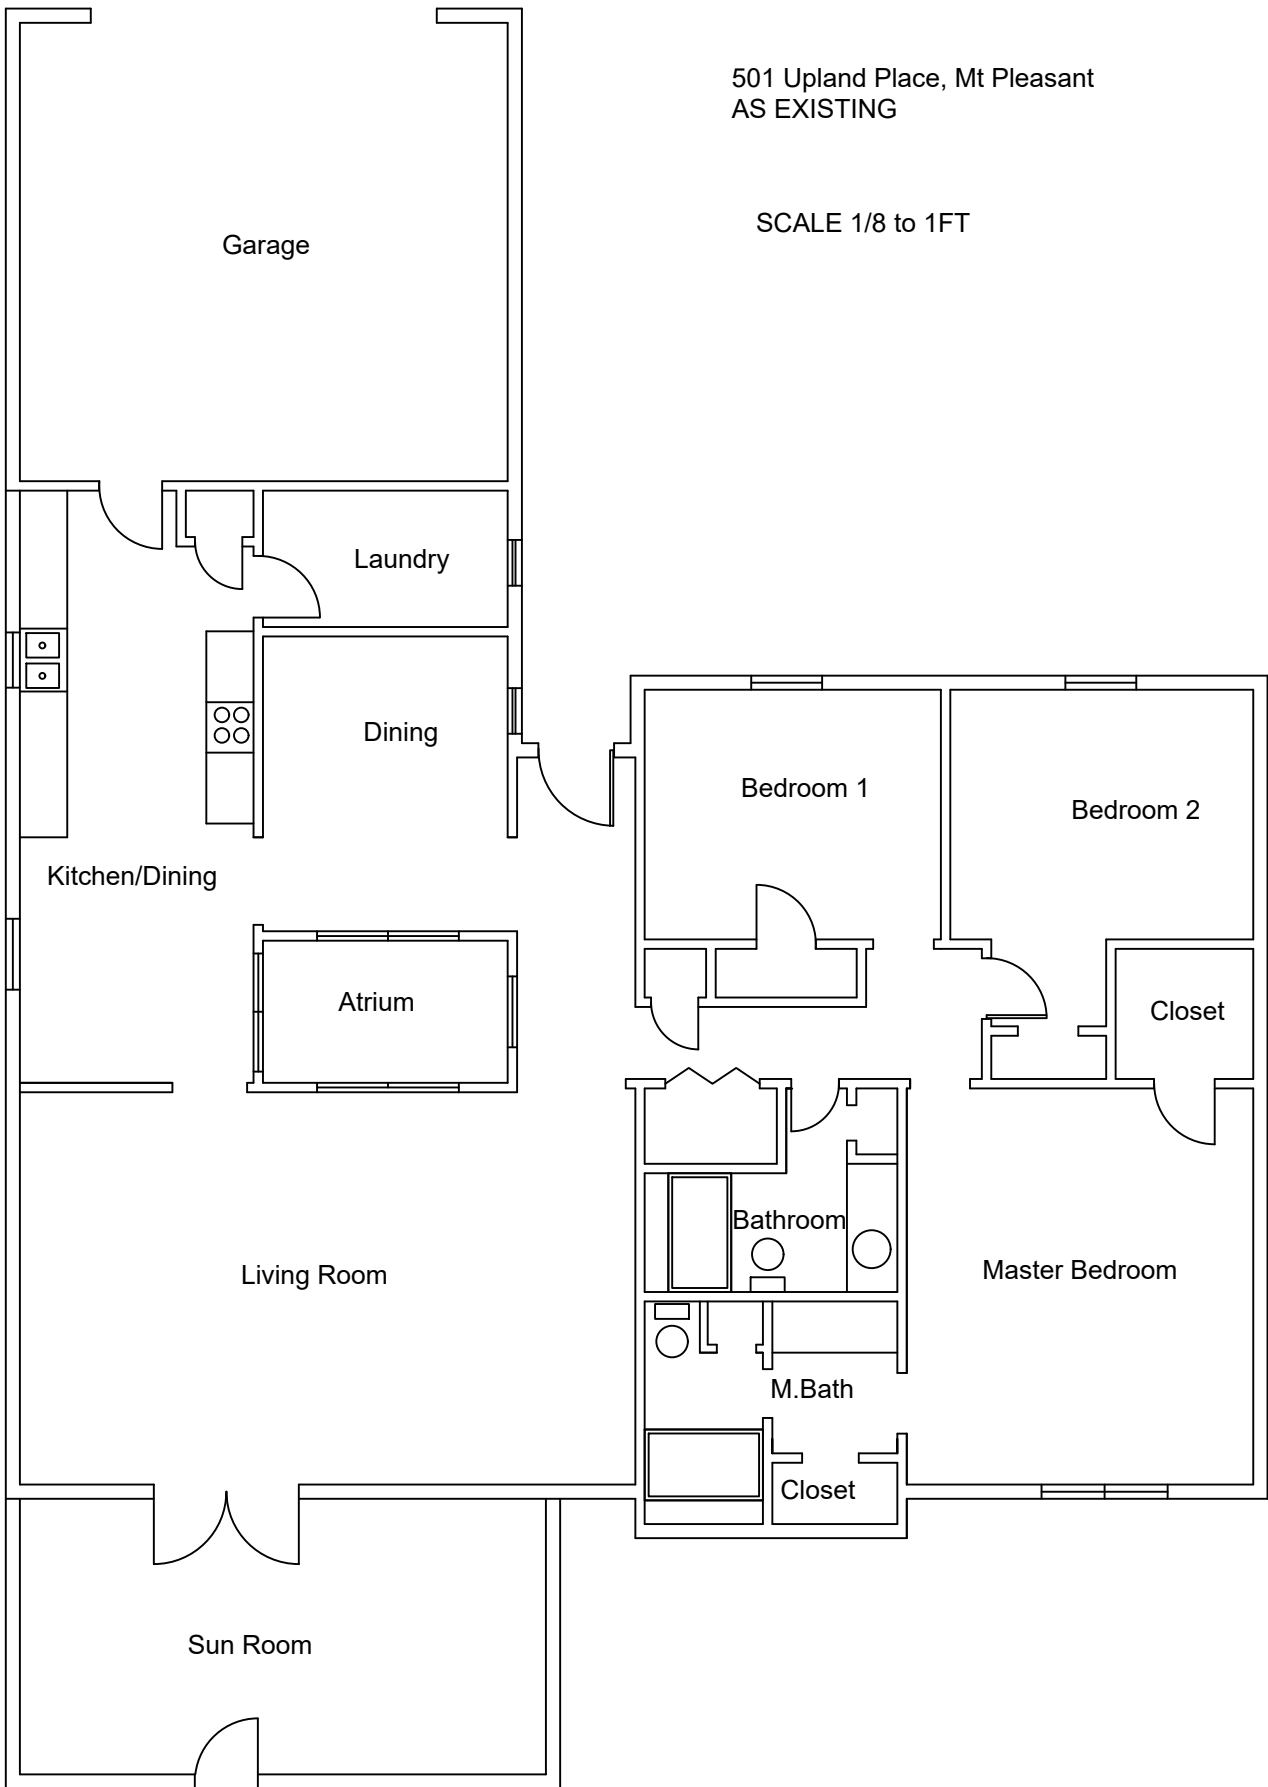 501 Upland Place, Mt Pleasant
AS EXISTING
SCALE 1/8 to 1FT
Garage
Laundry
Dining
Bedroom 1
Bedroom 2
Kitchen/Dining
Atrium
Closet
Bathroom
Living Room
Master Bedroom
M.Bath
Closet
Sun Room